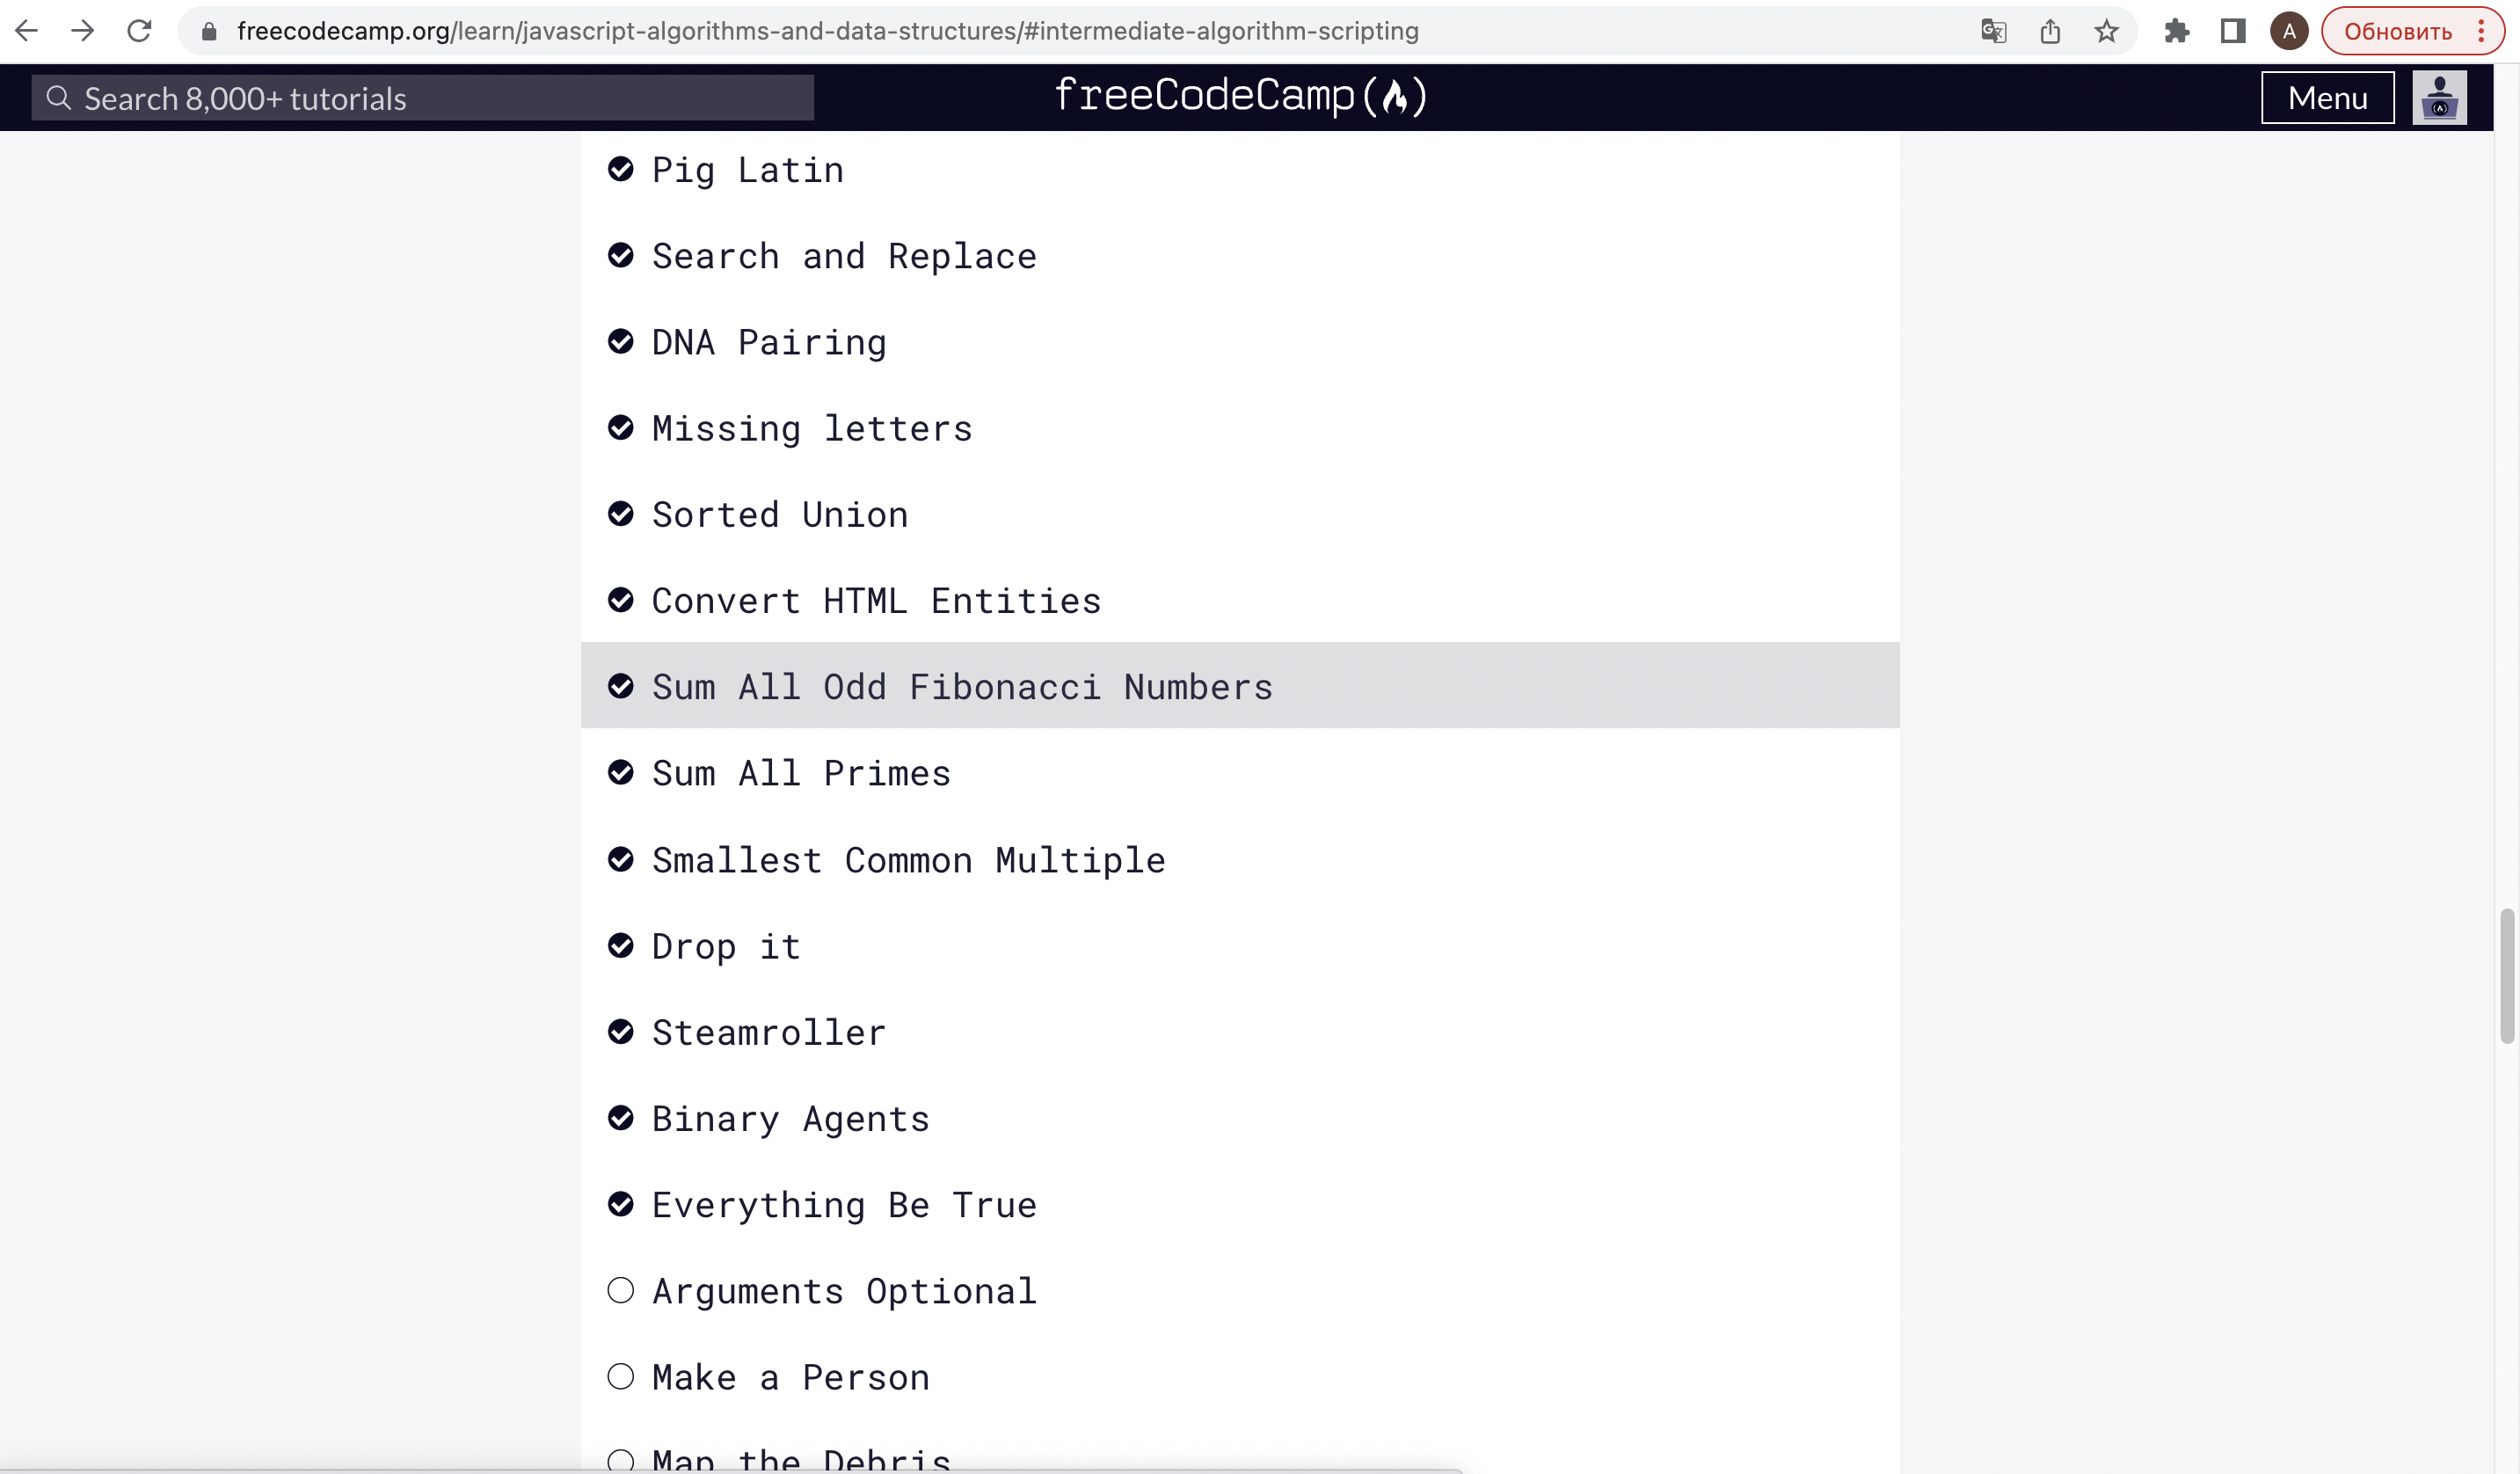 freecodecamp.org/learn/javascript-algorithms-and-data-structures/#intermediate-algorithm-scripting
A
Обновить
Search 8,000+ tutorials
freeCodeCamp(🔥)
Menu
Pig Latin
Search and Replace
DNA Pairing
Missing letters
Sorted Union
Convert HTML Entities
Sum All Odd Fibonacci Numbers
Sum All Primes
Smallest Common Multiple
Drop it
Steamroller
Binary Agents
Everything Be True
Arguments Optional
Make a Person
Map the Debris